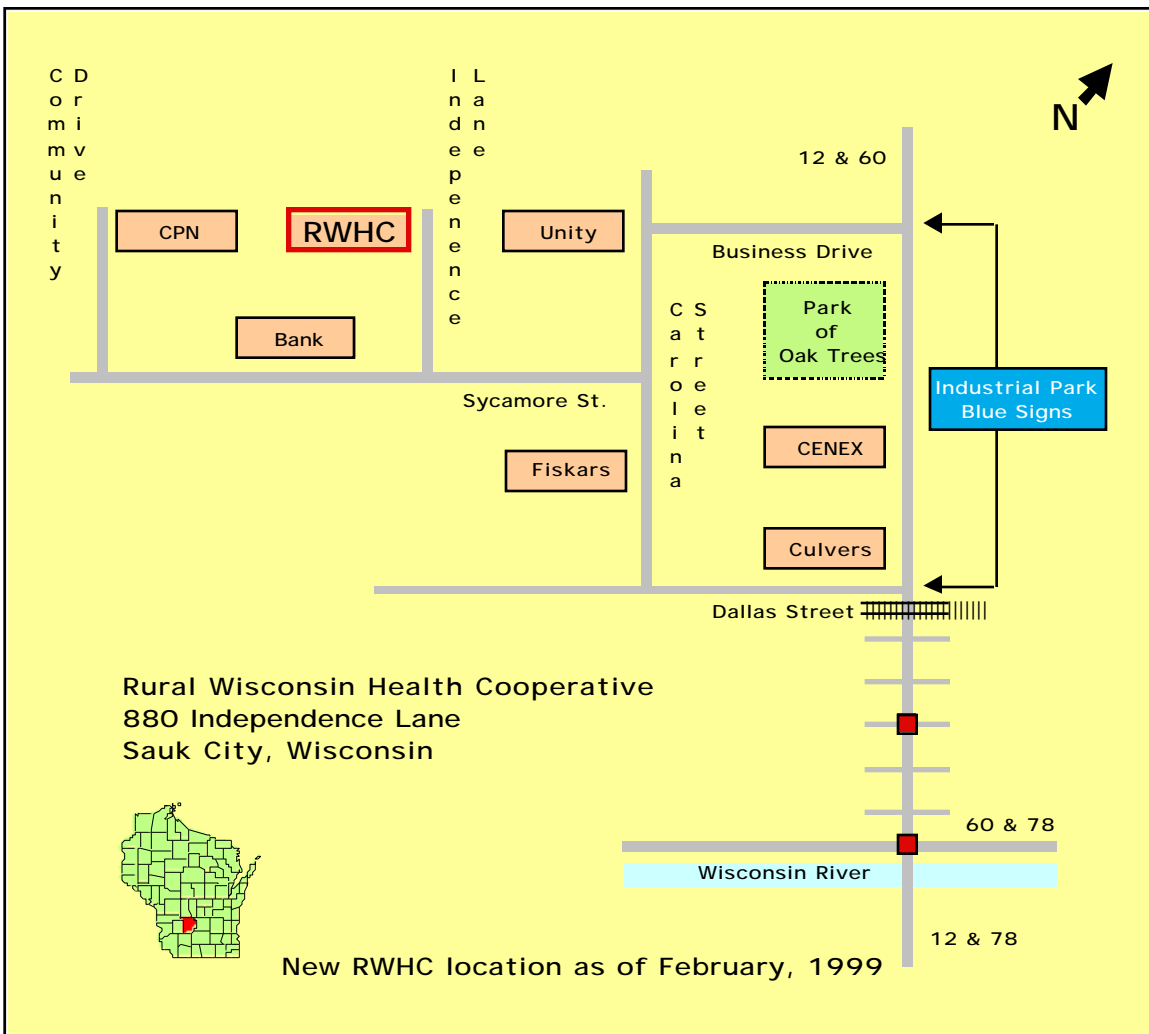 Community
Drive
Independence
Lane
N
12 & 60
CPN
RWHC
Unity
Business Drive
Bank
Carolina
Street
Park
of
Oak Trees
Industrial Park
Blue Signs
Sycamore St.
CENEX
Fiskars
Culvers
Dallas Street
Rural Wisconsin Health Cooperative
880 Independence Lane
Sauk City, Wisconsin
60 & 78
Wisconsin River
12 & 78
New RWHC location as of February, 1999